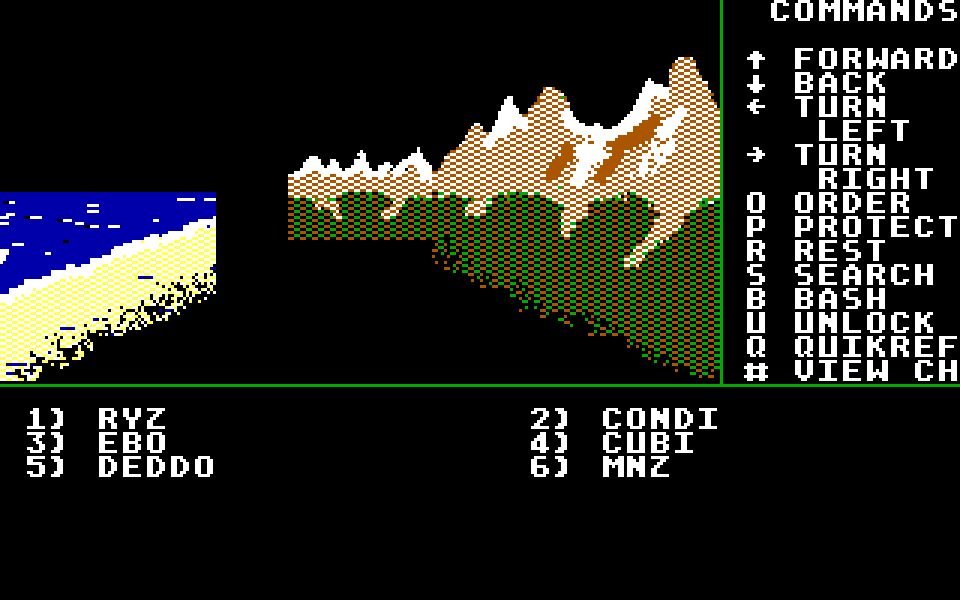 COMMANDS
↑ FORWARD
↓ BACK
← TURN
LEFT
→ TURN
RIGHT
O ORDER
P PROTECT
R REST
S SEARCH
B BASH
U UNLOCK
Q QUIKREF
# VIEW CH
1) RYZ 2) CONDI
3) EBO 4) CUBI
5) DEDDO 6) MNZ